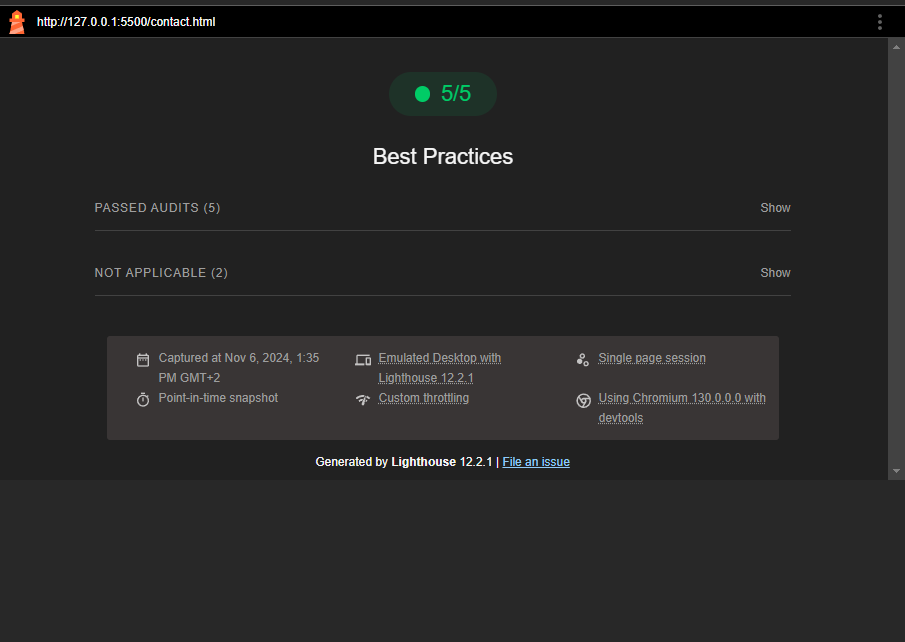 http://127.0.0.1:5500/contact.html
5/5
Best Practices
PASSED AUDITS (5)
Show
NOT APPLICABLE (2)
Show
Captured at Nov 6, 2024, 1:35
PM GMT+2
Emulated Desktop with
Lighthouse 12.2.1
Single page session
Point-in-time snapshot
Custom throttling
Using Chromium 130.0.0.0 with
devtools
Generated by Lighthouse 12.2.1 | File an issue